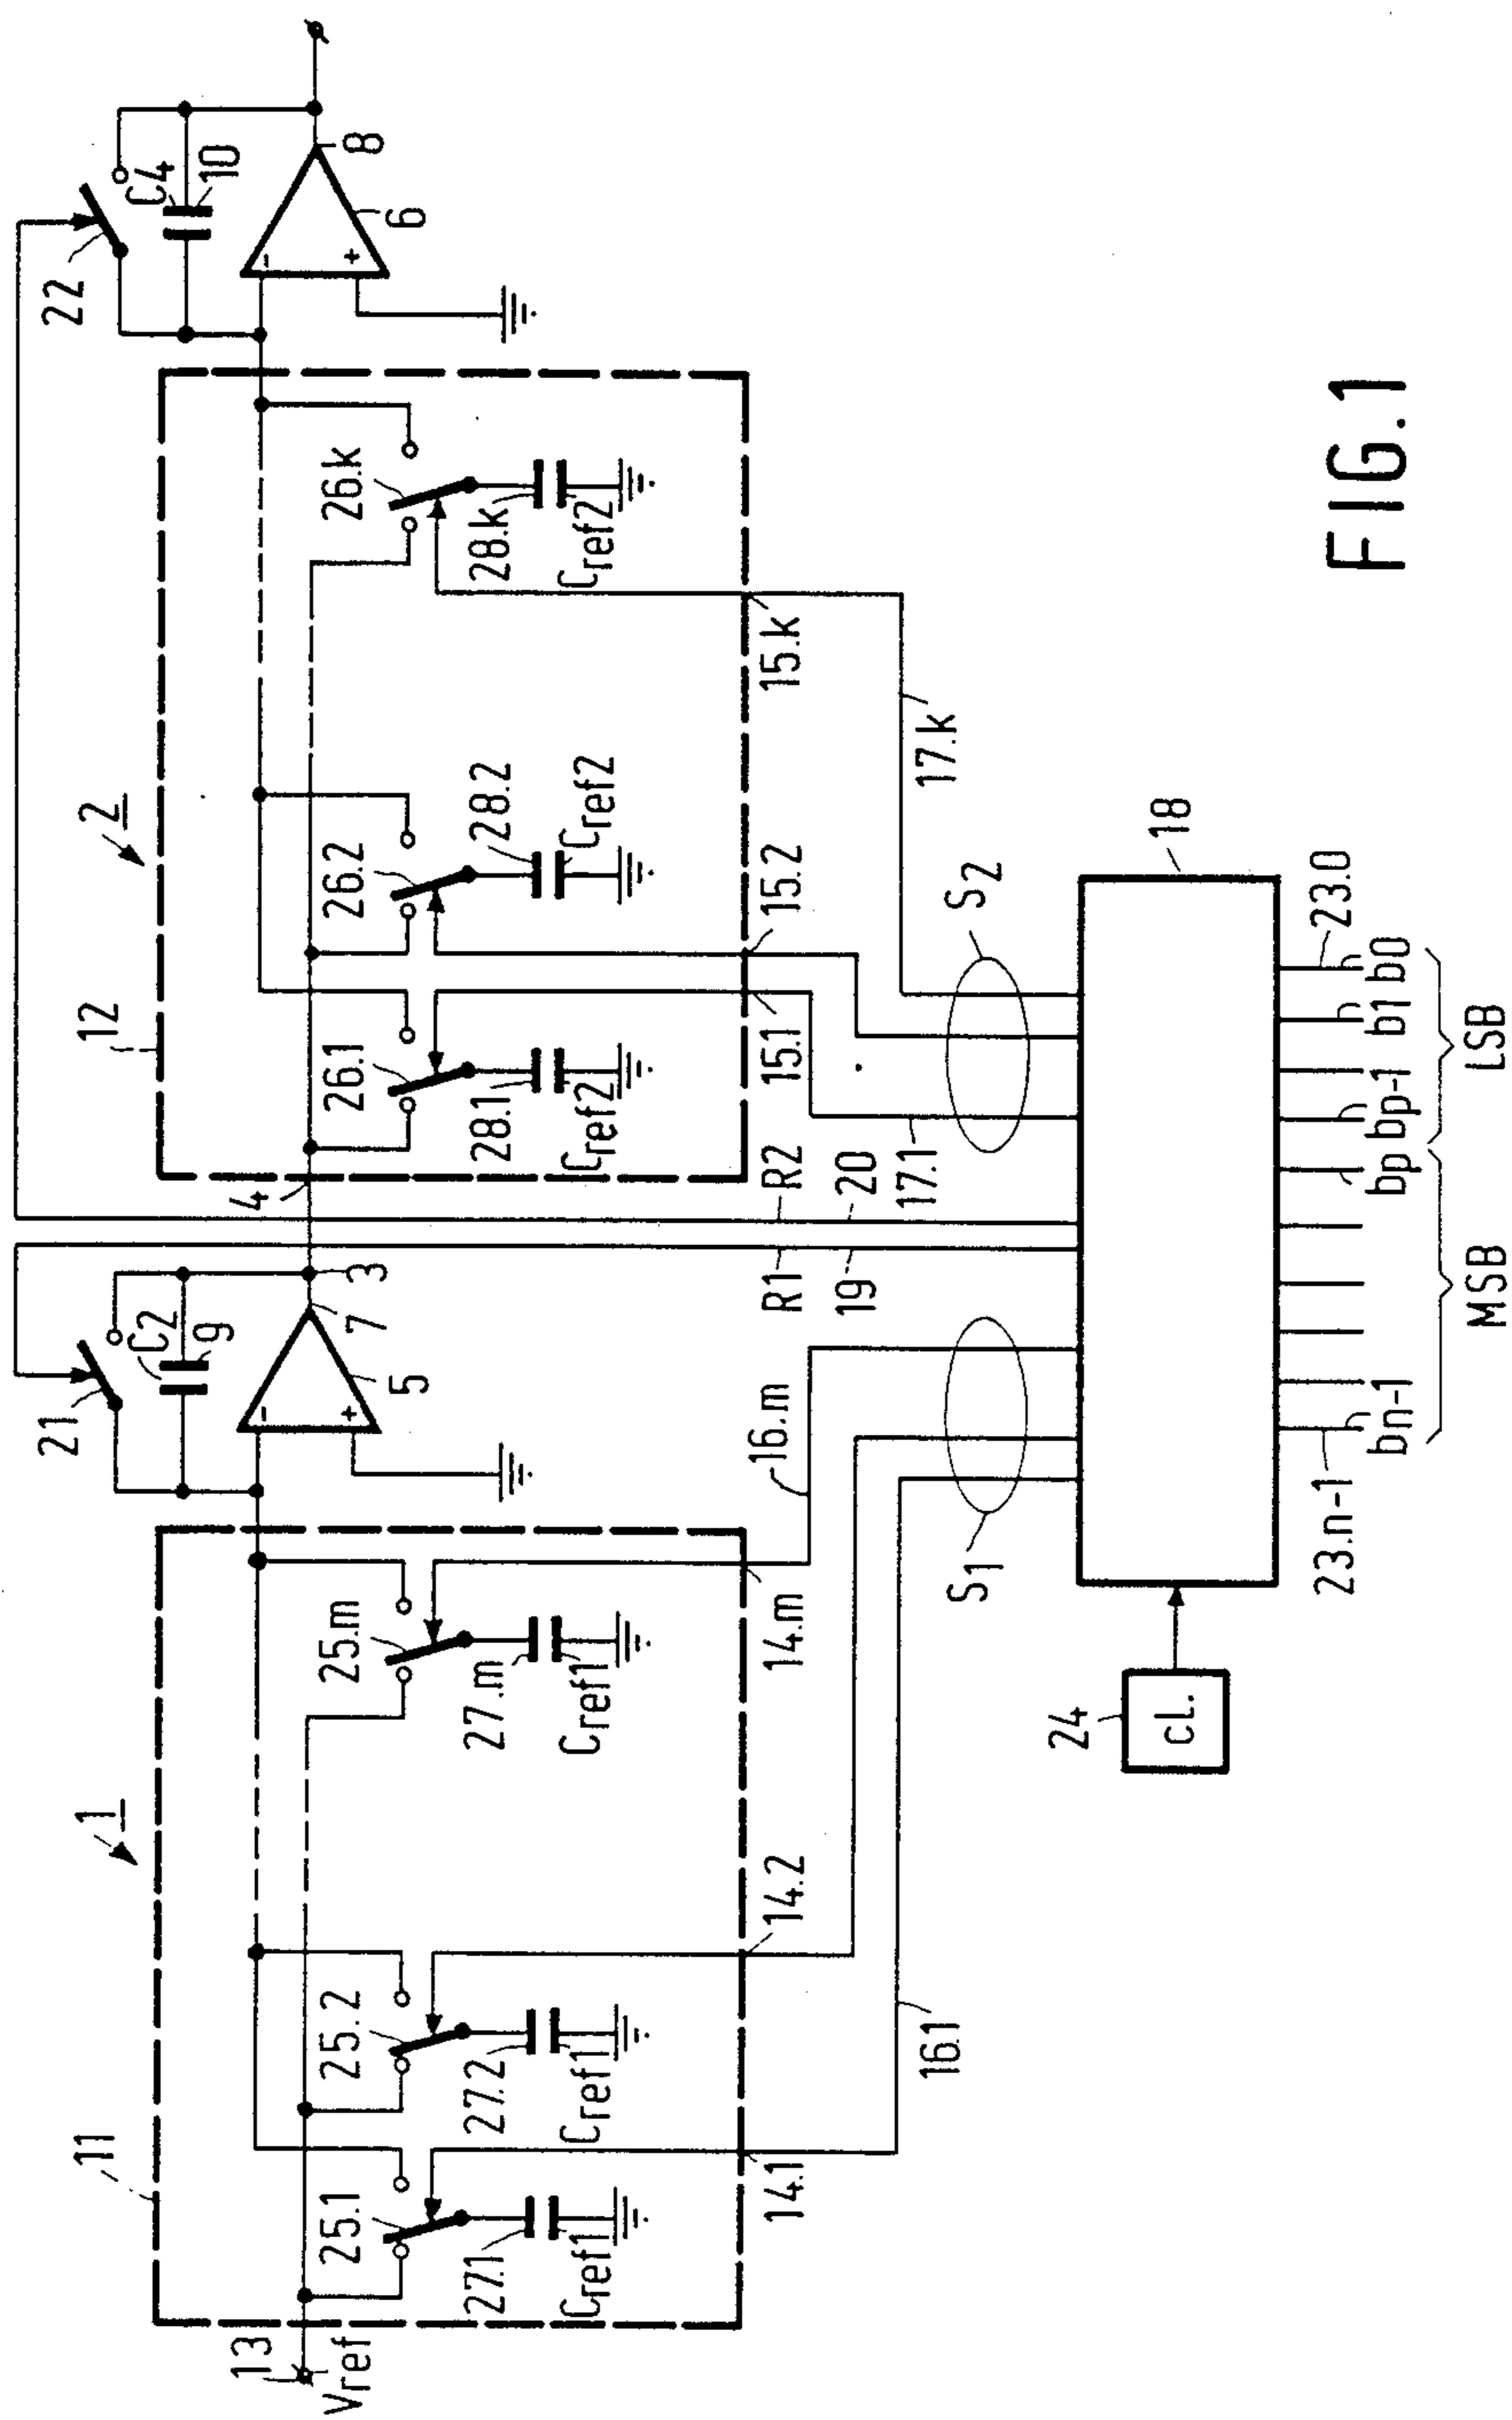 1
2
11
12
21
C2
9
22
C4
10
13
Vref
25.1
25.2
25.m
-
+
5
7
3
4
26.1
26.2
26.k
-
+
6
8
27.1
Cref1
27.2
Cref1
27.m
Cref1
28.1
Cref2
28.2
Cref2
28.k
Cref2
14.1
14.2
14.m
R1
R2
19
20
15.1
15.2
15.k
16.1
16.m
17.1
17.k
S1
S2
24
cL.
18
23.n-1
23.0
bn-1
bp
bp-1
b1
b0
MSB
LSB
FIG.1